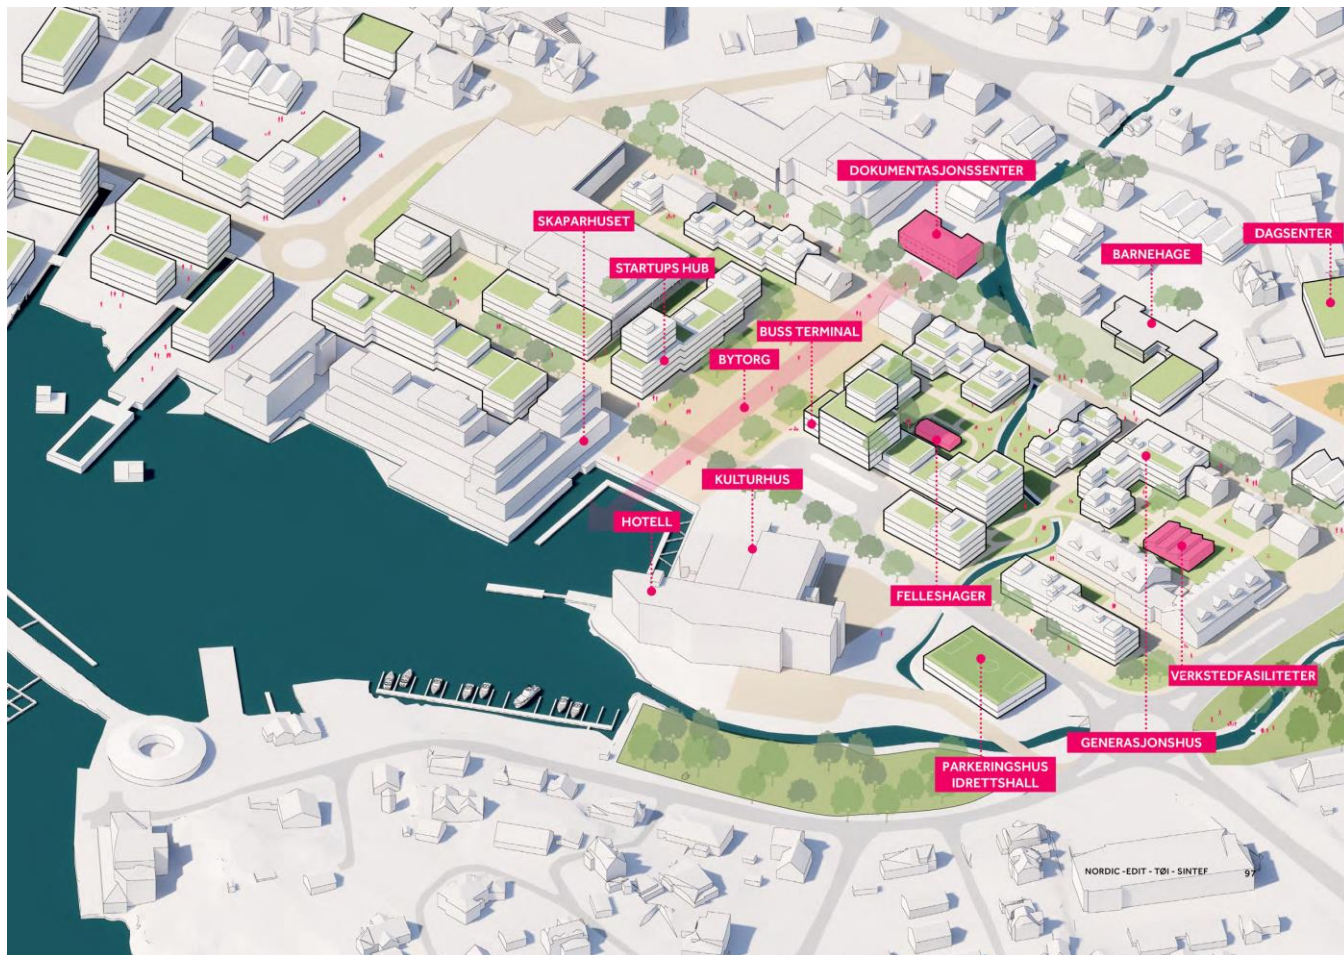 DOKUMENTASJONSSENTER
SKAPARHUSET
DAGSENTER
BARNEHAGE
STARTUPS HUB
BUSS TERMINAL
BYTORG
KULTURHUS
HOTELL
FELLESHAGER
VERKSTEDFASILITETER
GENERASJONSHUS
PARKERINGSHUS
IDRETTSHALL
NORDIC -EDIT - TØI - SINTEF 97